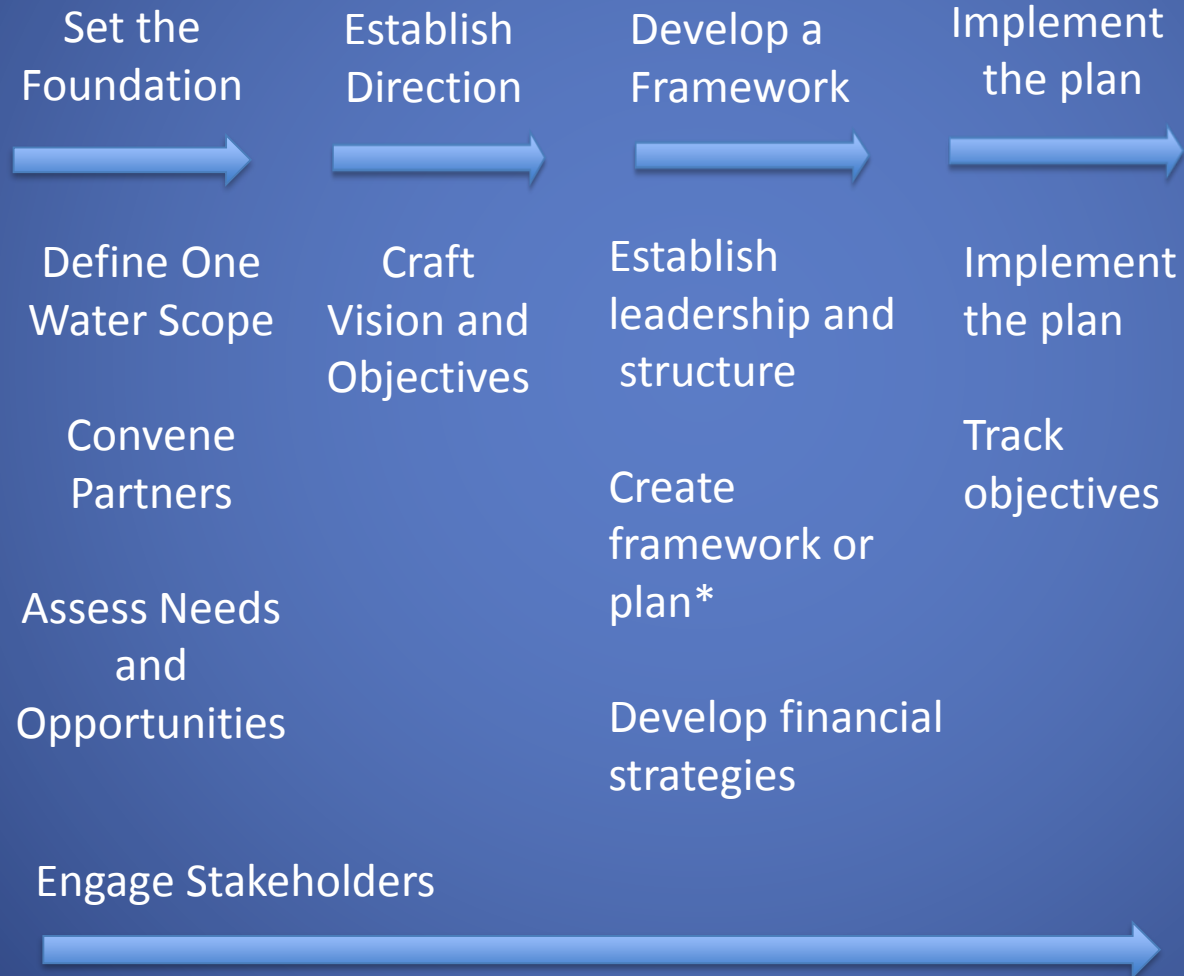 Set the
Foundation
Establish
Direction
Develop a
Framework
Implement
the plan
Define One
Water Scope
Convene
Partners
Assess Needs
and
Opportunities
Craft
Vision and
Objectives
Establish
leadership and
structure
Create
framework or
plan*
Develop financial
strategies
Implement
the plan
Track
objectives
Engage Stakeholders